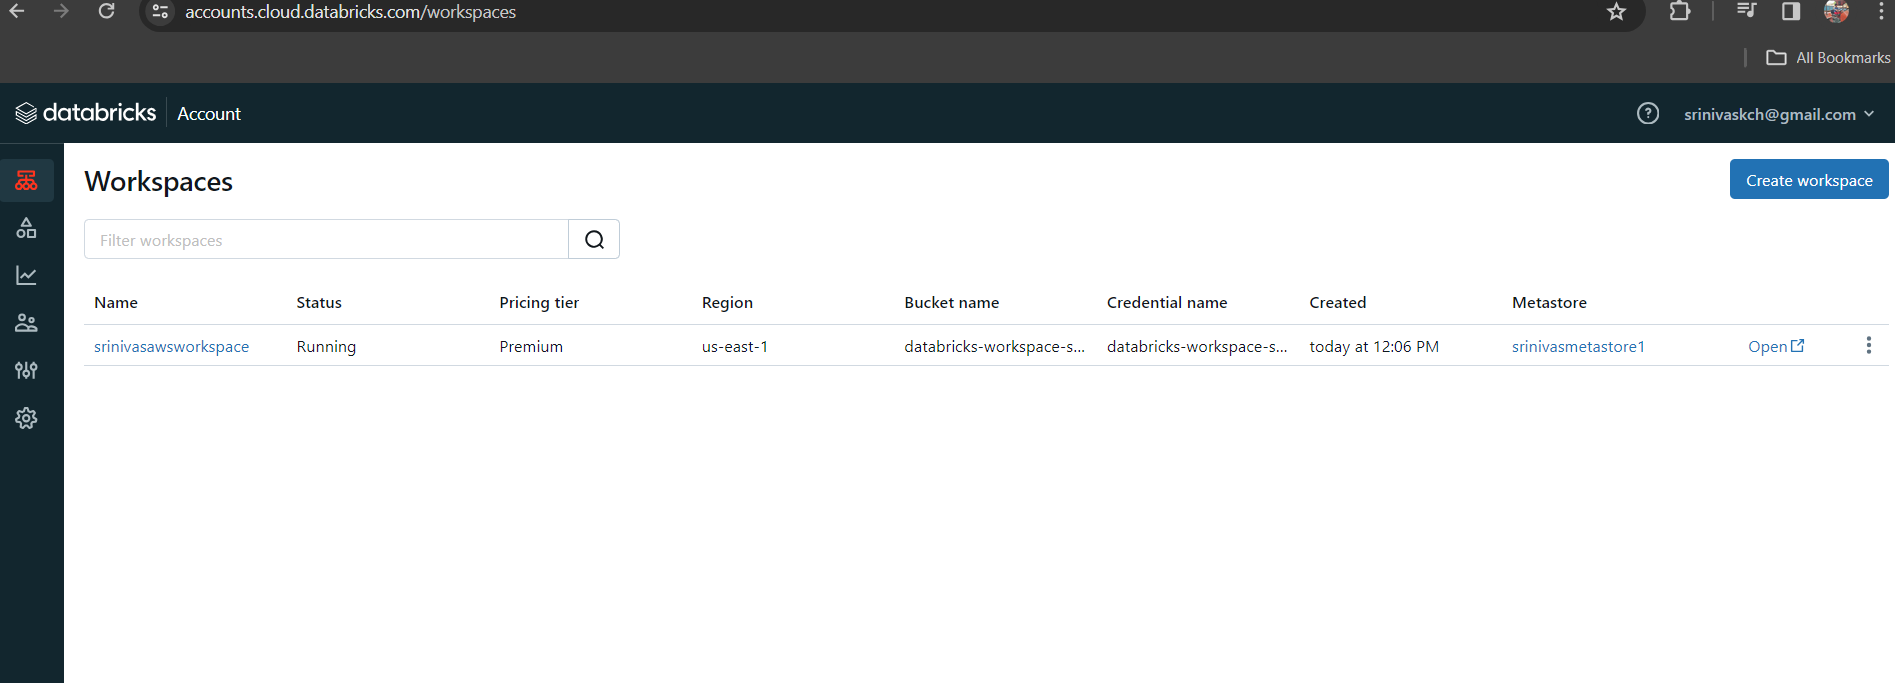 accounts.cloud.databricks.com/workspaces
All Bookmarks
databricks Account
srinivaskch@gmail.com
Workspaces
Create workspace
Filter workspaces
Name Status Pricing tier Region Bucket name Credential name Created Metastore
srinivasawsworkspace Running Premium us-east-1 databricks-workspace-s... databricks-workspace-s... today at 12:06 PM srinivasmetastore1 Open